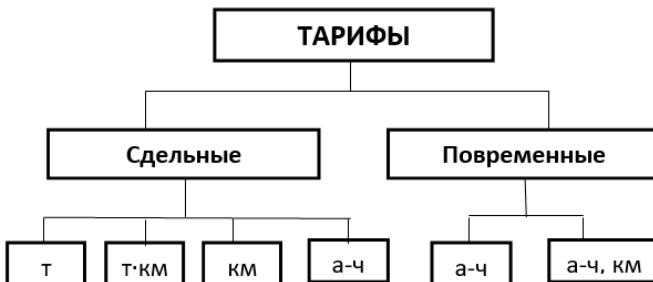 ТАРИФЫ
Сдельные
Повременные
т
т·км
км
а-ч
а-ч
а-ч, км